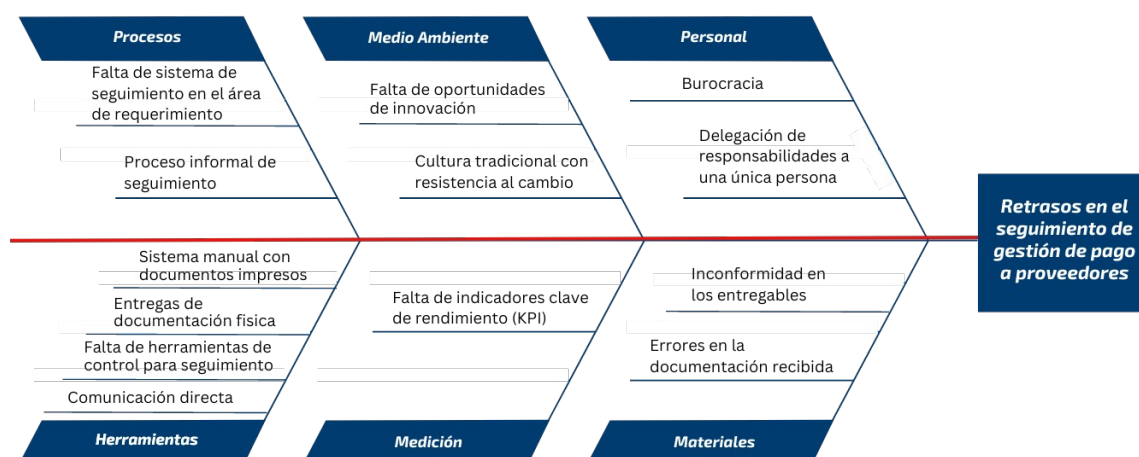 Procesos
Medio Ambiente
Personal
Falta de sistema de
seguimiento en el área
de requerimiento
Proceso informal de
seguimiento
Falta de oportunidades
de innovación
Cultura tradicional con
resistencia al cambio
Burocracia
Delegación de
responsabilidades a
una única persona
Retrasos en el
seguimiento de
gestión de pago
a proveedores
Sistema manual con
documentos impresos
Entregas de
documentación fisica
Falta de herramientas de
control para seguimiento
Comunicación directa
Falta de indicadores clave
de rendimiento (KPI)
Inconformidad en
los entregables
Errores en la
documentación recibida
Herramientas
Medición
Materiales